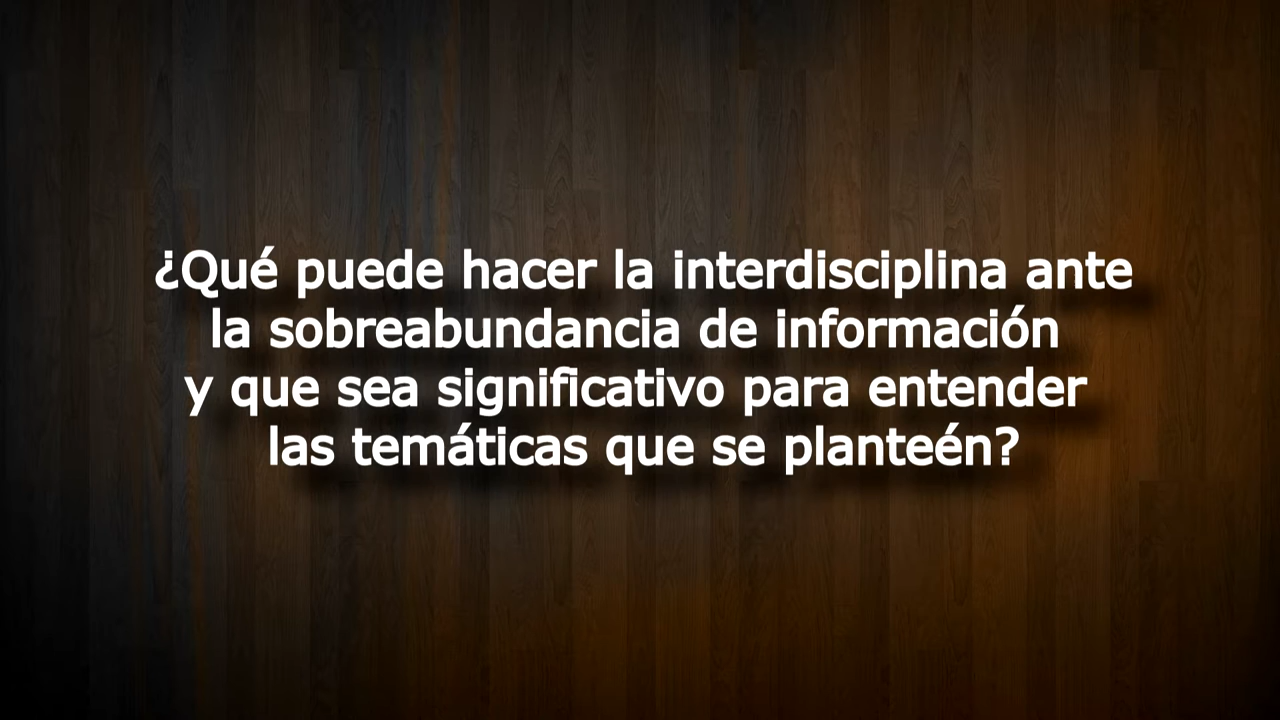 ¿Qué puede hacer la interdisciplina ante
la sobreabundancia de información
y que sea significativo para entender
las temáticas que se planteén?